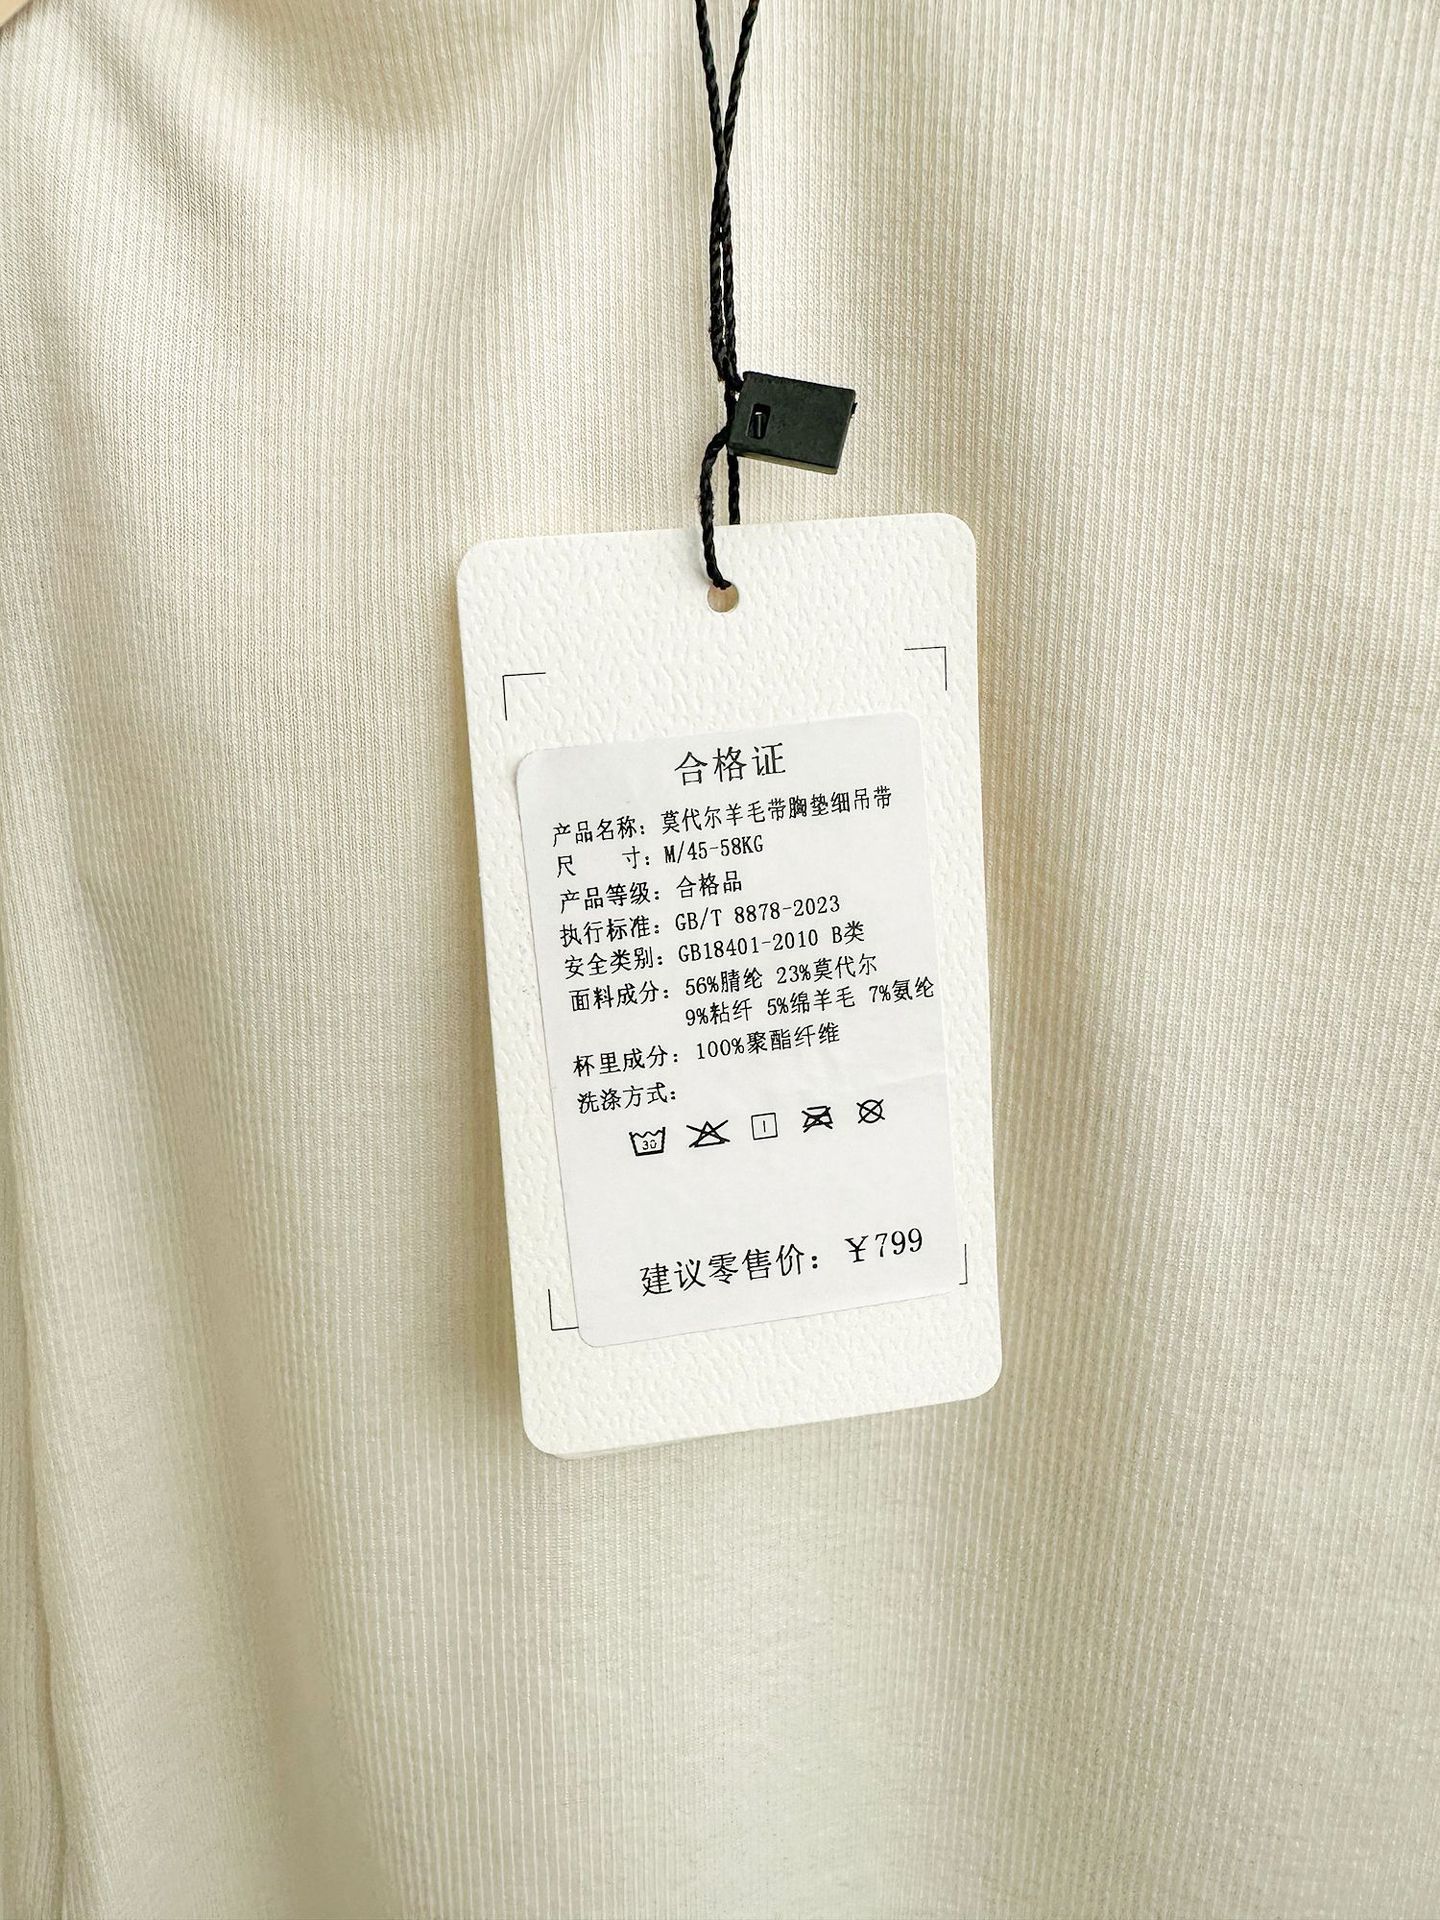 合格证
产品名称：莫代尔羊毛带胸垫细吊带
尺 寸：M/45-58KG
产品等级：合格品
执行标准：GB/T 8878-2023
安全类别：GB18401-2010 B类
面料成分：56%腈纶 23%莫代尔
9%粘纤 5%绵羊毛 7%氨纶
杯里成分：100%聚酯纤维
洗涤方式：
30
建议零售价：￥799